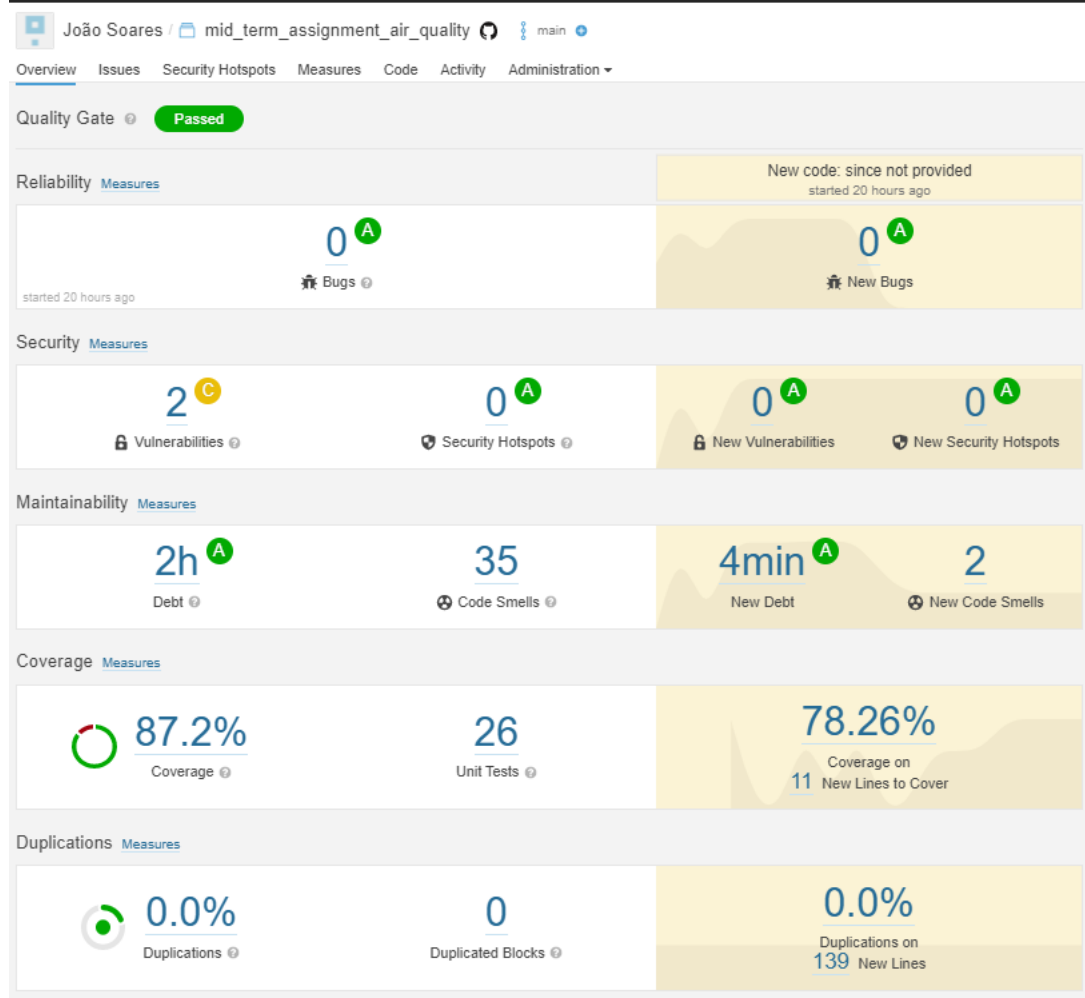 João Soares / mid_term_assignment_air_quality main
Overview Issues Security Hotspots Measures Code Activity Administration
Quality Gate Passed
Reliability Measures
New code: since not provided
started 20 hours ago
0 A
Bugs
started 20 hours ago
0 A
New Bugs
Security Measures
2 C
Vulnerabilities
0 A
Security Hotspots
0 A
New Vulnerabilities
0 A
New Security Hotspots
Maintainability Measures
2h A
Debt
35
Code Smells
4min A
New Debt
2
New Code Smells
Coverage Measures
87.2%
Coverage
26
Unit Tests
78.26%
Coverage on
11 New Lines to Cover
Duplications Measures
0.0%
Duplications
0
Duplicated Blocks
0.0%
Duplications on
139 New Lines